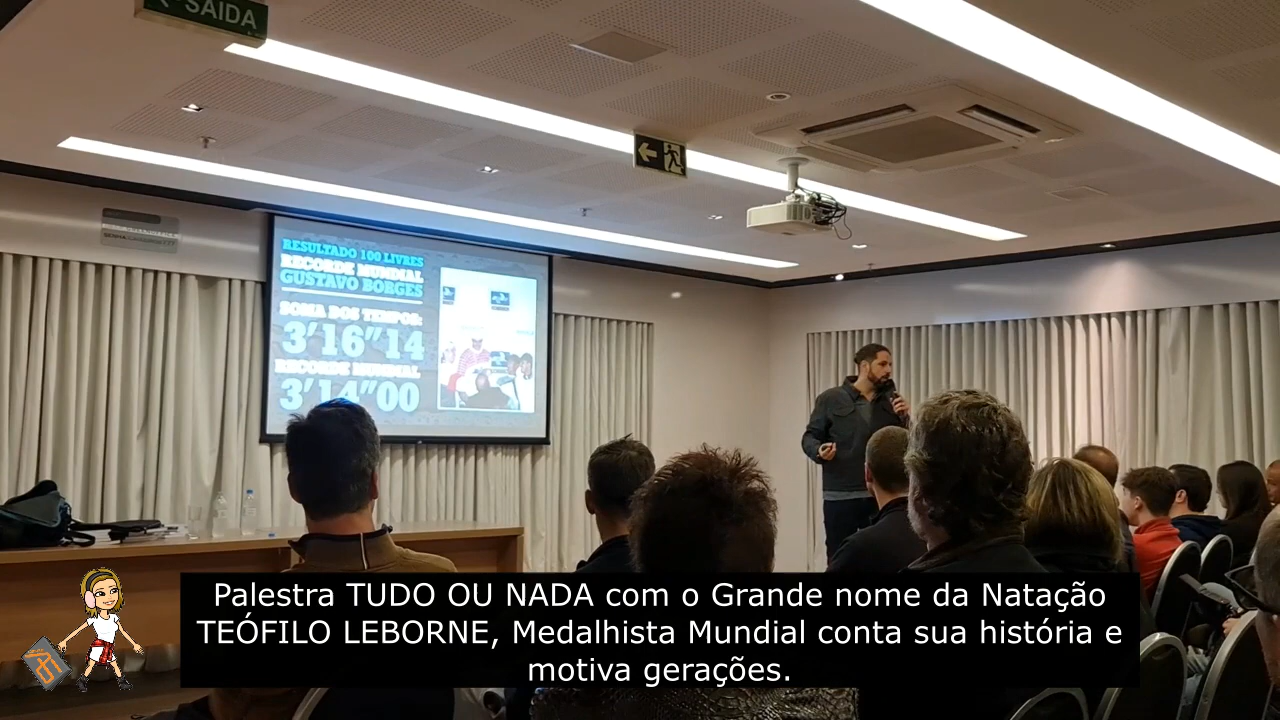 SAÍDA
RESULTADO 100 LIVRES
RECORDE MUNDIAL
GUSTAVO BORGES
SOMA DOS TEMPOS:
3'16"14
RECORDE MUNDIAL
3'14"00
Palestra TUDO OU NADA com o Grande nome da Natação
TEÓFILO LEBORNE, Medalhista Mundial conta sua história e
motiva gerações.